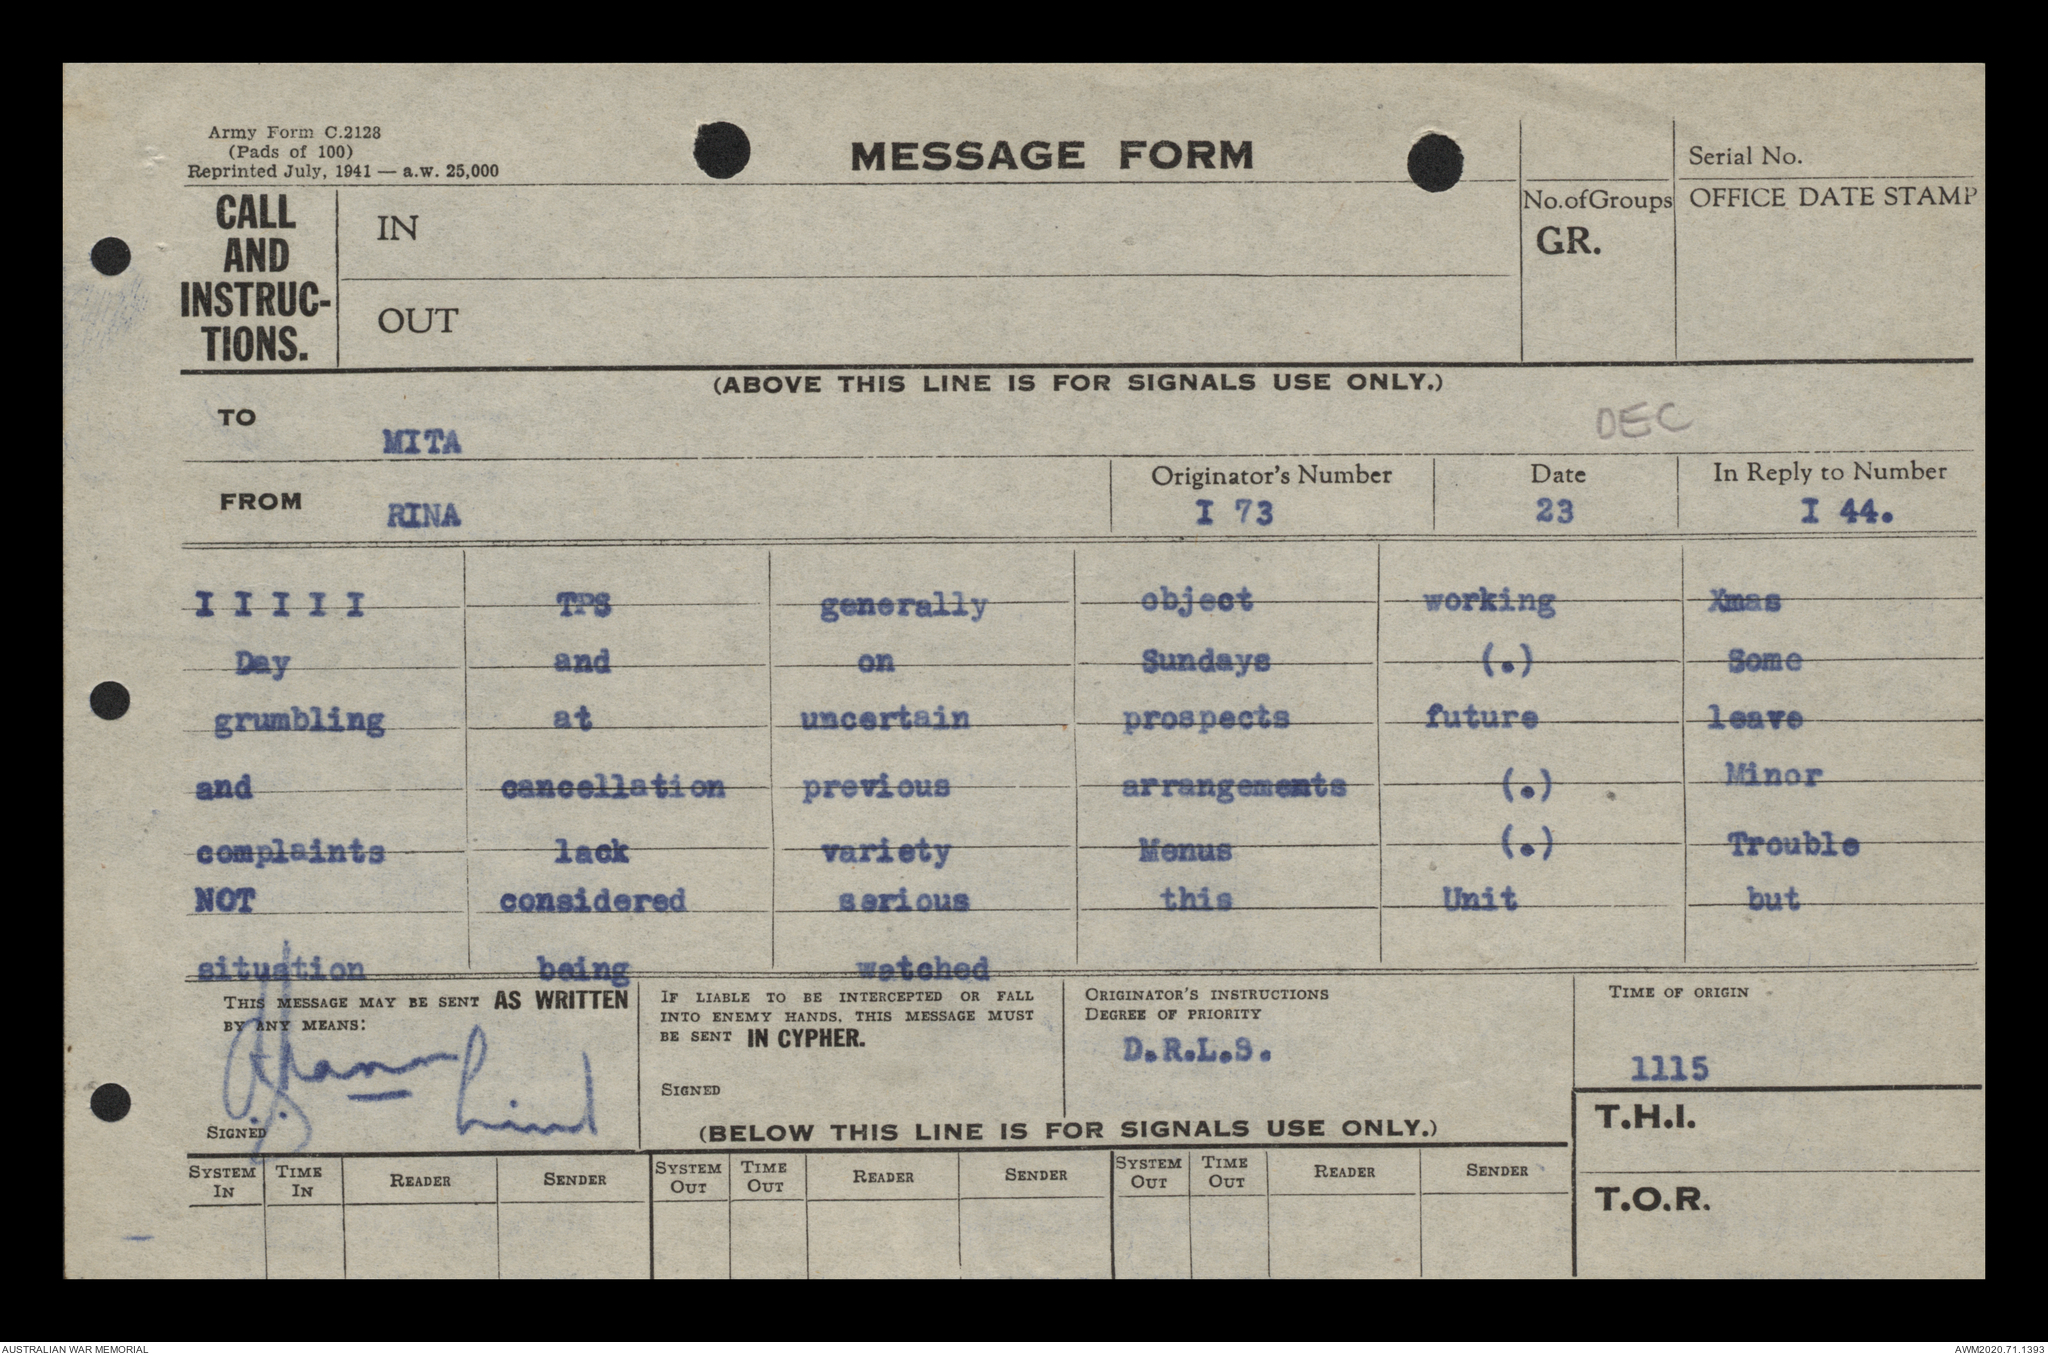 Army Form C.2128
(Pads of 100)
Reprinted July, 1941 — a.w. 25,000
MESSAGE FORM
Serial No.
CALL AND INSTRUC- TIONS.
IN
OUT
No. of Groups
GR.
OFFICE DATE STAMP
(ABOVE THIS LINE IS FOR SIGNALS USE ONLY.)
TO MITA
DEC
FROM RINA
Originator's Number I 73
Date 23
In Reply to Number I 44.
I I I I I TPS generally object working Xmas
Day and on Sundays (.) Some
grumbling at uncertain prospects future leave
and cancellation previous arrangements (.) Minor
complaints lack variety Menus (.) Trouble
NOT considered serious this Unit but
situation being watched
THIS MESSAGE MAY BE SENT AS WRITTEN
BY ANY MEANS:
SIGNED
IF LIABLE TO BE INTERCEPTED OR FALL
INTO ENEMY HANDS, THIS MESSAGE MUST
BE SENT IN CYPHER.
SIGNED
ORIGINATOR'S INSTRUCTIONS
DEGREE OF PRIORITY
D.R.L.S.
TIME OF ORIGIN
1115
T.H.I.
T.O.R.
(BELOW THIS LINE IS FOR SIGNALS USE ONLY.)
SYSTEM IN TIME IN READER SENDER SYSTEM OUT TIME OUT READER SENDER SYSTEM OUT TIME OUT READER SENDER
AUSTRALIAN WAR MEMORIAL
AWM2020.71.1393